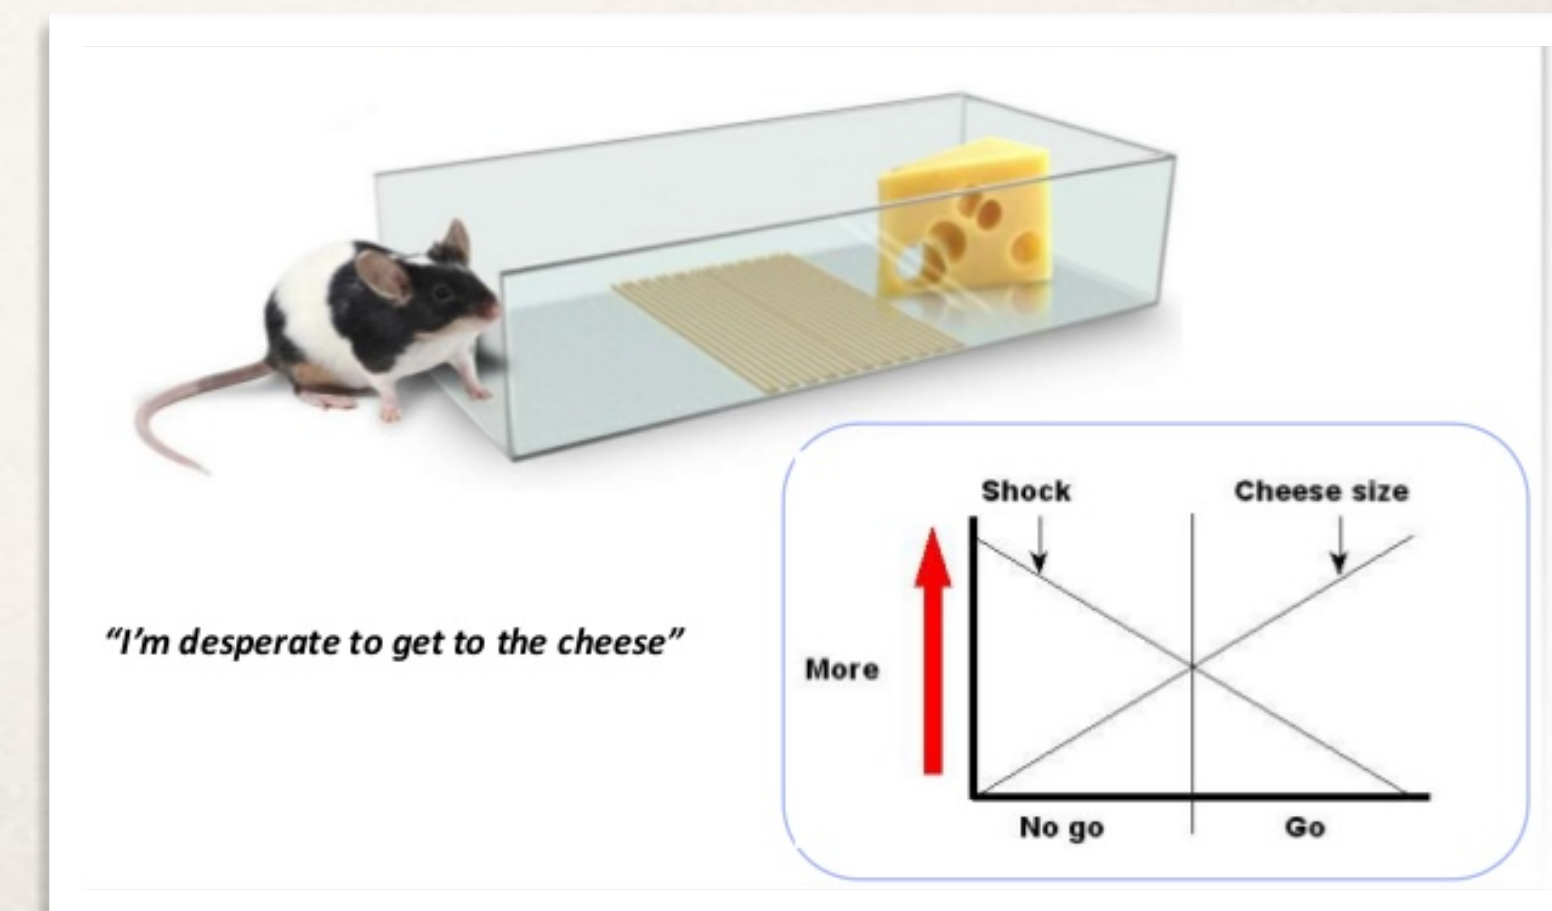 “I’m desperate to get to the cheese”
Shock Cheese size
More
No go Go